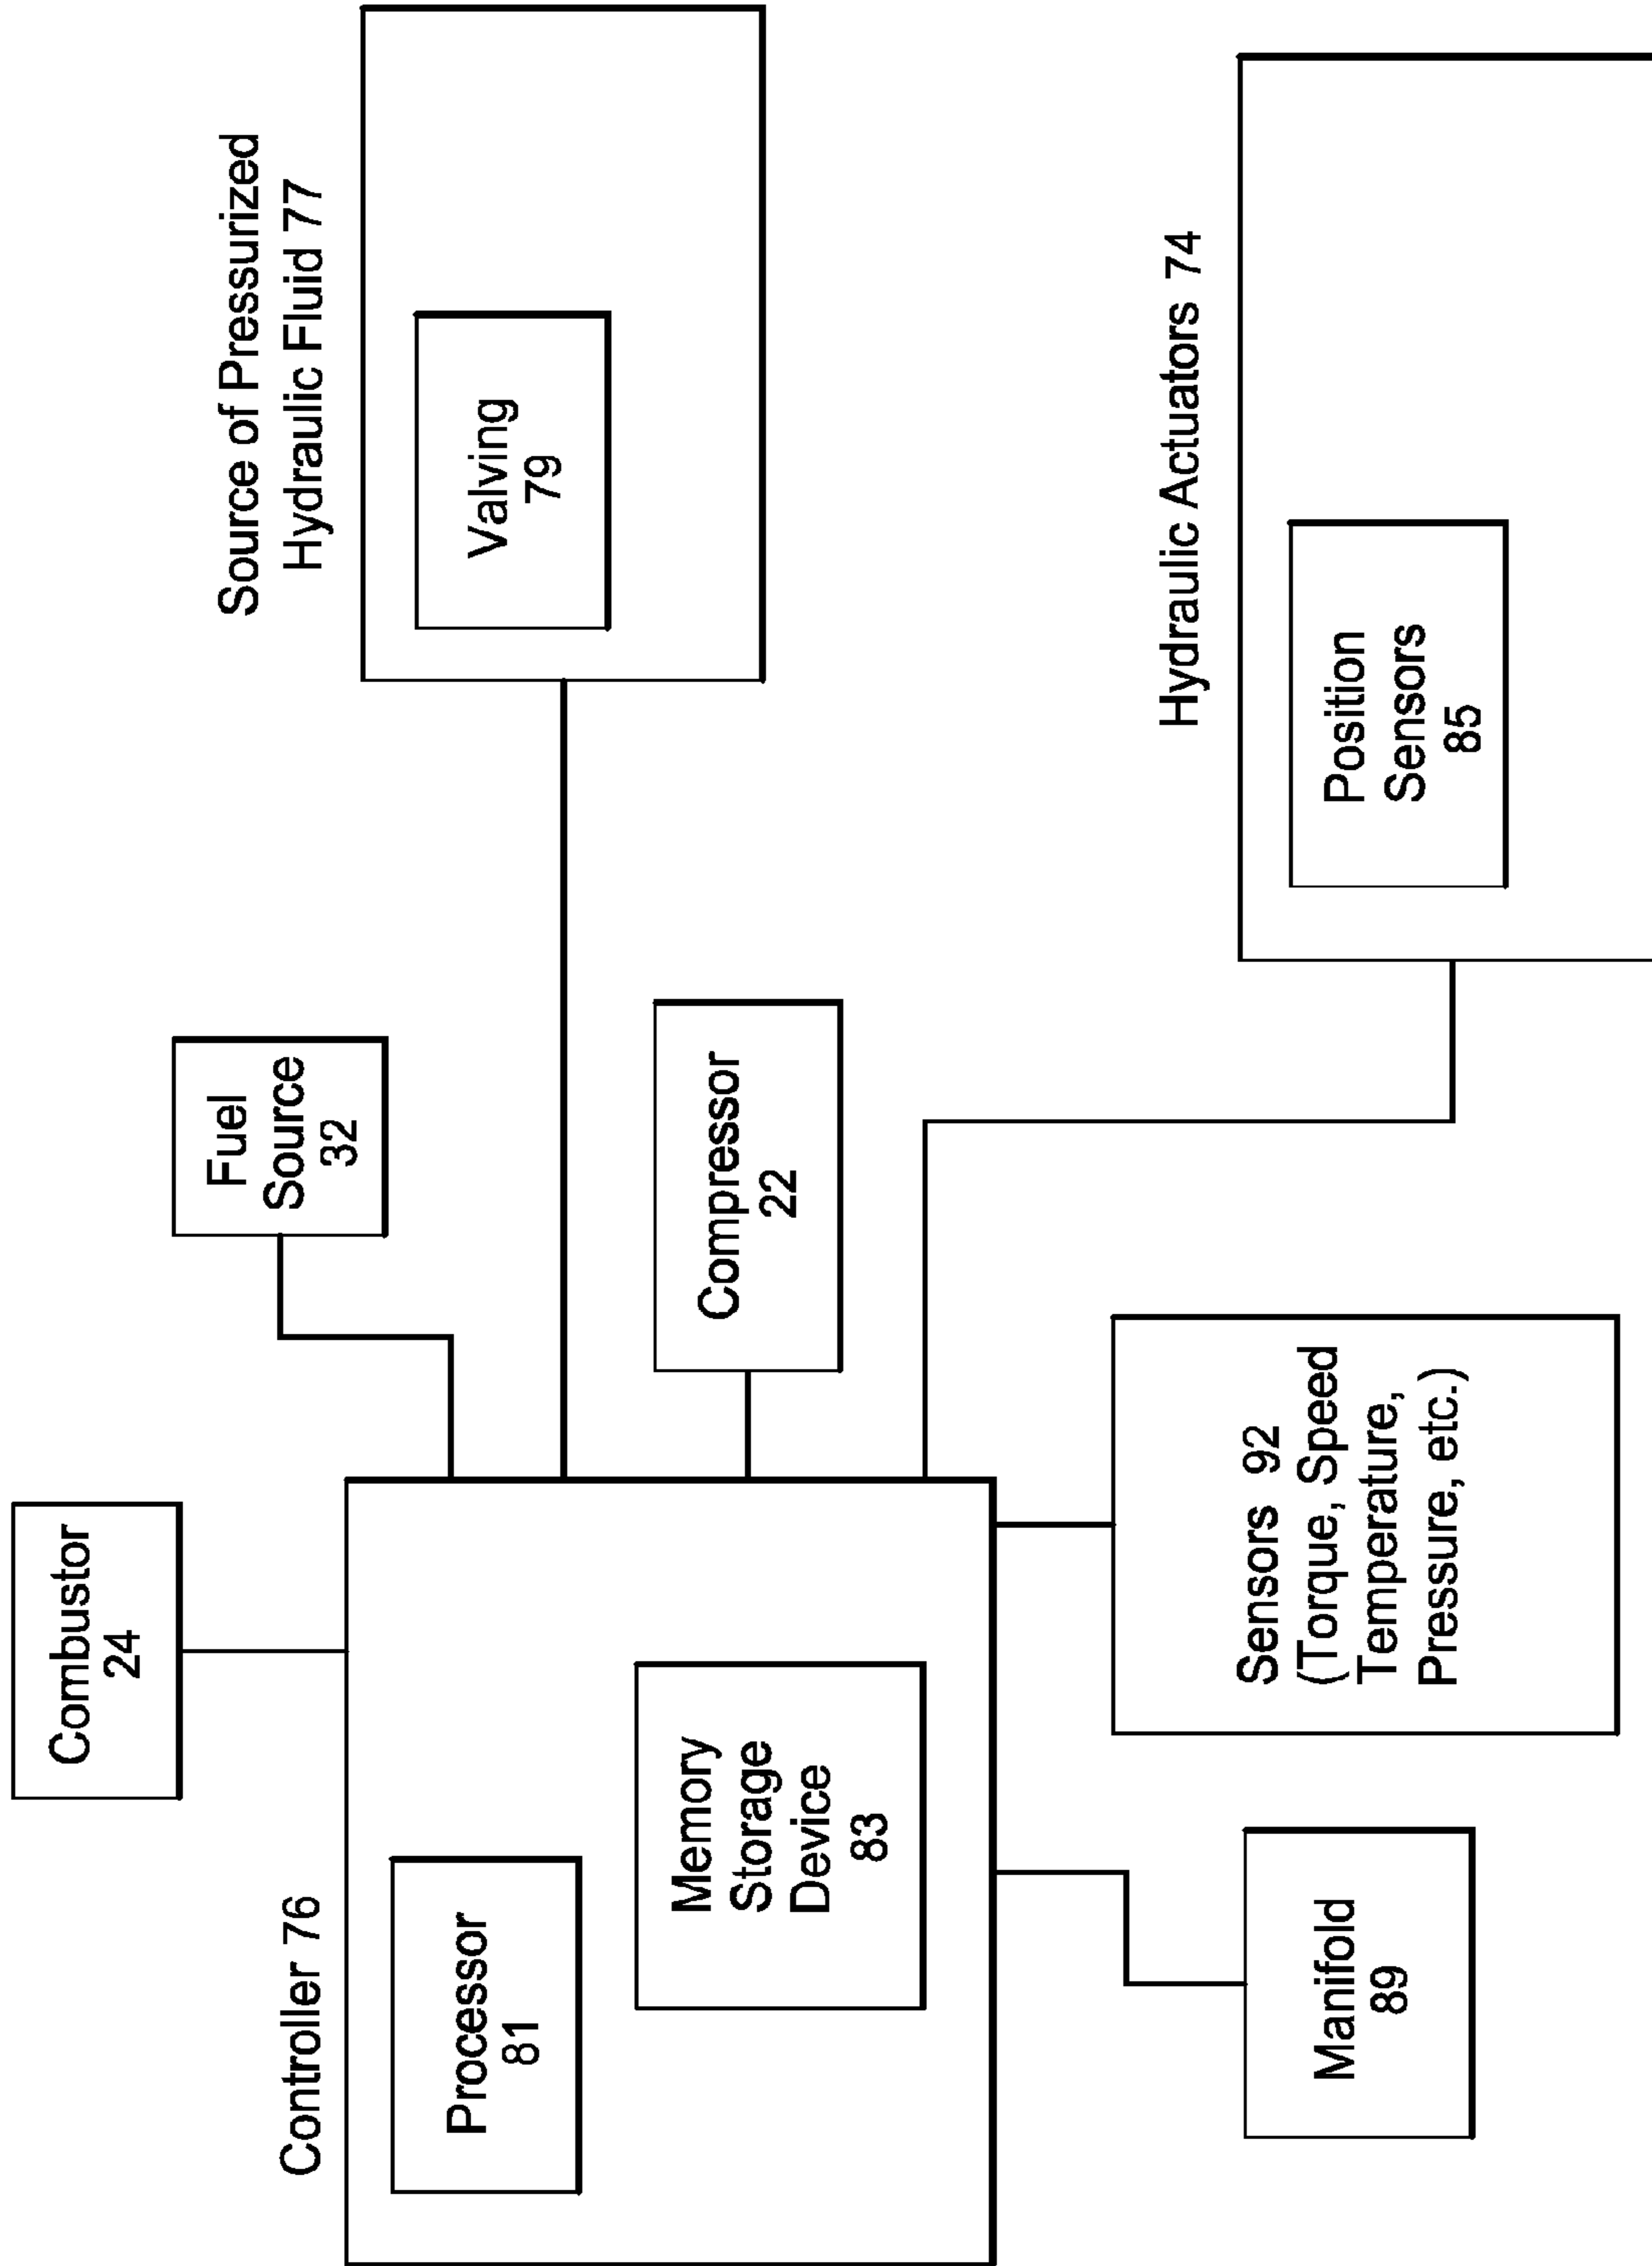 Combustor
24
Fuel
Source
32
Source of Pressurized
Hydraulic Fluid 77
Valving
79
Controller 76
Processor
81
Memory
Storage
Device
83
Compressor
22
Hydraulic Actuators 74
Position
Sensors
85
Manifold
89
Sensors 92
(Torque, Speed
Temperature,
Pressure, etc.)